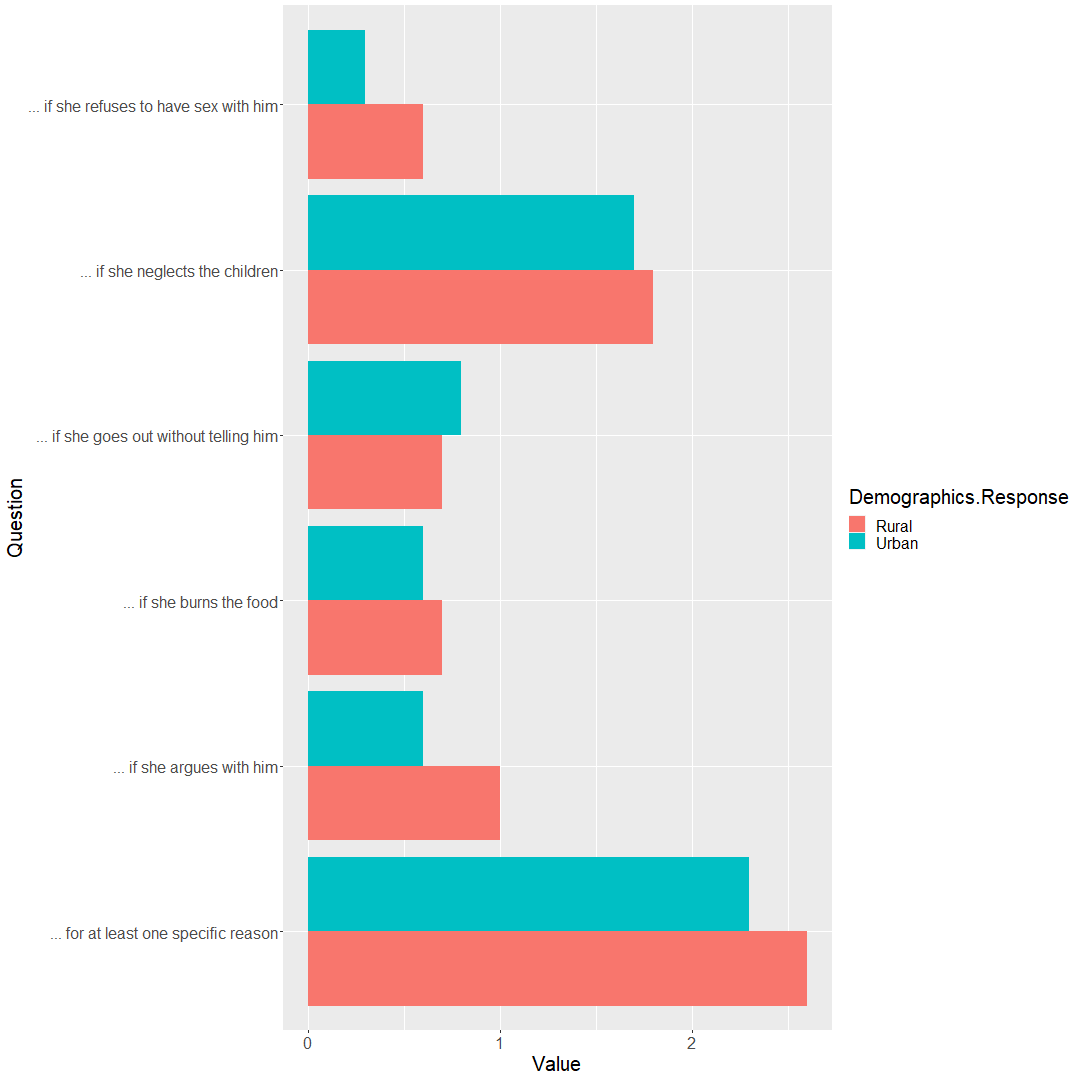 ... if she refuses to have sex with him
... if she neglects the children
... if she goes out without telling him
... if she burns the food
... if she argues with him
... for at least one specific reason
Question
0 1 2
Value
Demographics.Response
Rural
Urban